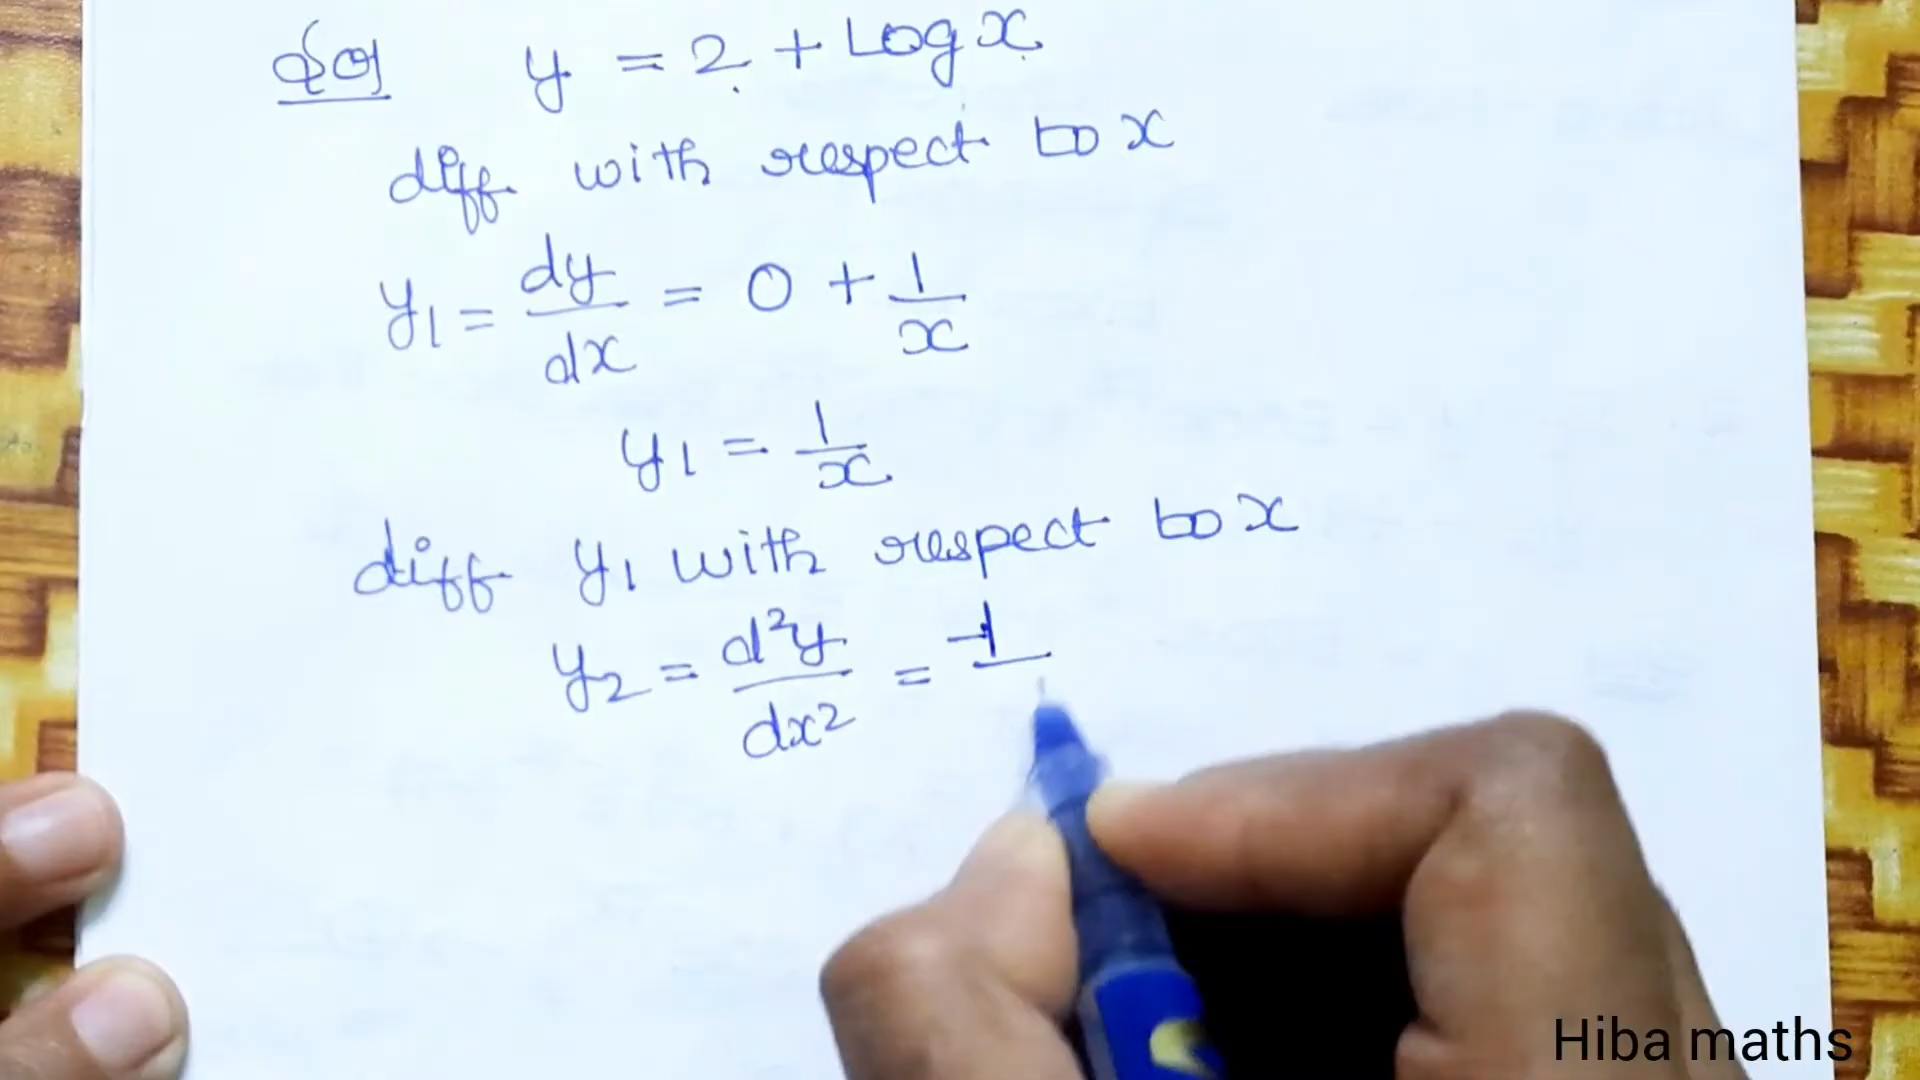 y = 2 + Log x
diff with respect to x
y₁ = dy/dx = 0 + 1/x
y₁ = 1/x
diff y₁ with respect to x
y₂ = d²y/dx² = -1/
Hiba maths